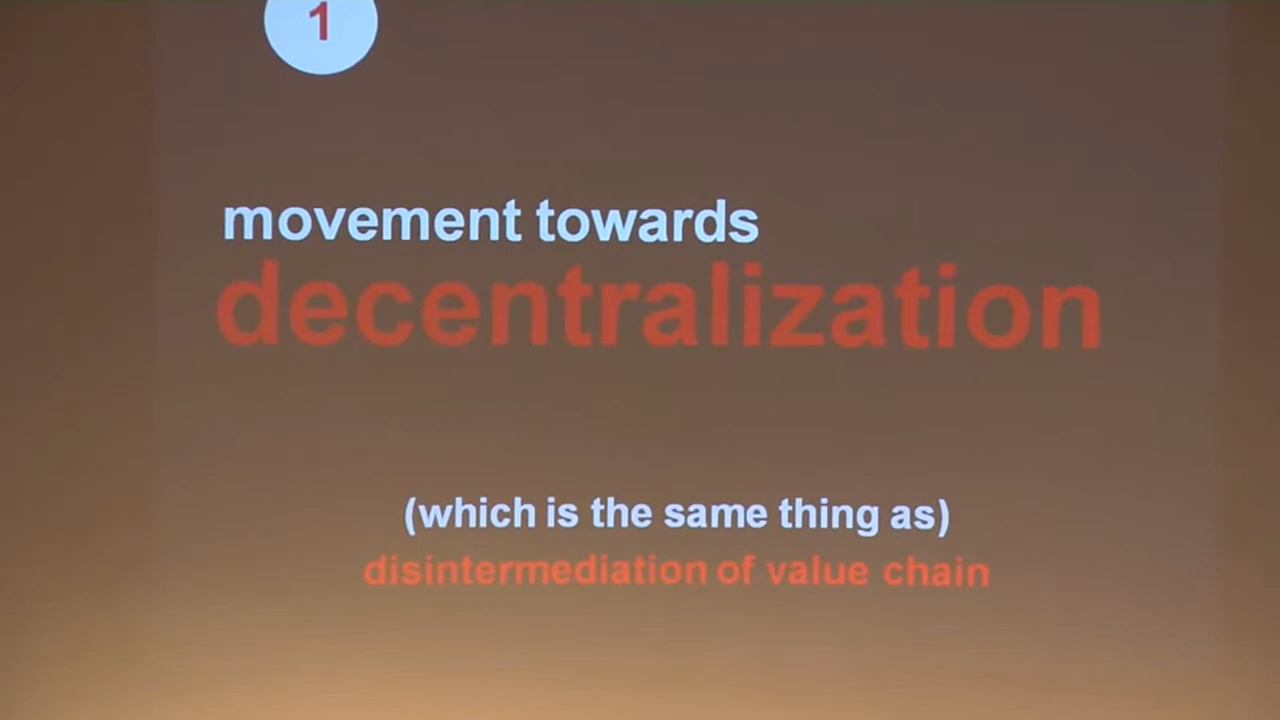 1
movement towards
decentralization
(which is the same thing as)
disintermediation of value chain